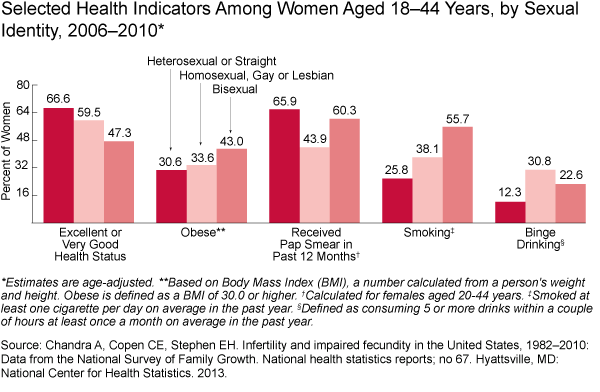 Selected Health Indicators Among Women Aged 18–44 Years, by Sexual
Identity, 2006–2010*
Percent of Women
80
64
48
32
16
Heterosexual or Straight
Homosexual, Gay or Lesbian
Bisexual
66.6
59.5
47.3
30.6
33.6
43.0
65.9
43.9
60.3
25.8
38.1
55.7
12.3
30.8
22.6
Excellent or
Very Good
Health Status
Obese**
Received
Pap Smear in
Past 12 Months†
Smoking‡
Binge
Drinking§
*Estimates are age-adjusted. **Based on Body Mass Index (BMI), a number calculated from a person's weight
and height. Obese is defined as a BMI of 30.0 or higher. †Calculated for females aged 20-44 years. ‡Smoked at
least one cigarette per day on average in the past year. §Defined as consuming 5 or more drinks within a couple
of hours at least once a month on average in the past year.
Source: Chandra A, Copen CE, Stephen EH. Infertility and impaired fecundity in the United States, 1982–2010:
Data from the National Survey of Family Growth. National health statistics reports; no 67. Hyattsville, MD:
National Center for Health Statistics. 2013.